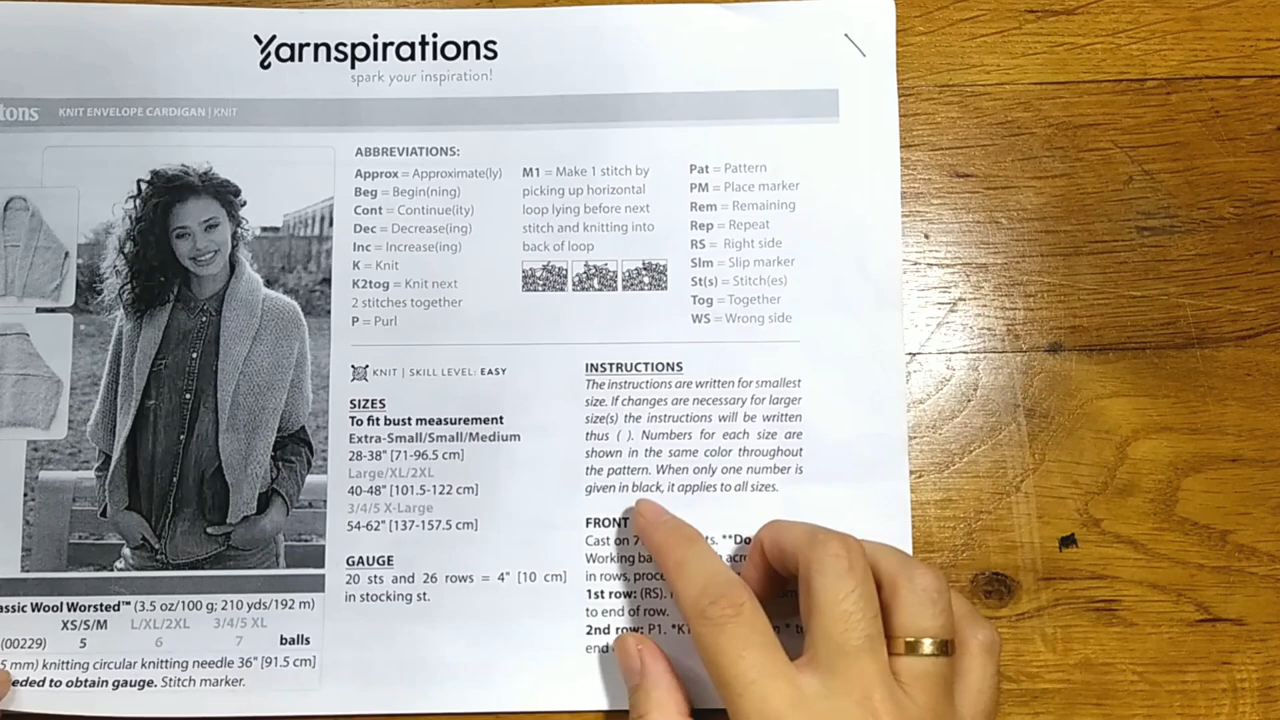 Yarnspirations
spark your inspiration!
tons KNIT ENVELOPE CARDIGAN | KNIT
ABBREVIATIONS:
Approx = Approximate(ly)
Beg = Begin(ning)
Cont = Continue(ity)
Dec = Decrease(ing)
Inc = Increase(ing)
K = Knit
K2tog = Knit next
2 stitches together
P = Purl
M1 = Make 1 stitch by
picking up horizontal
loop lying before next
stitch and knitting into
back of loop
Pat = Pattern
PM = Place marker
Rem = Remaining
Rep = Repeat
RS = Right side
Slm = Slip marker
St(s) = Stitch(es)
Tog = Together
WS = Wrong side
KNIT | SKILL LEVEL: EASY
SIZES
To fit bust measurement
Extra-Small/Small/Medium
28-38" [71-96.5 cm]
Large/XL/2XL
40-48" [101.5-122 cm]
3/4/5 X-Large
54-62" [137-157.5 cm]
GAUGE
20 sts and 26 rows = 4" [10 cm]
in stocking st.
INSTRUCTIONS
The instructions are written for smallest
size. If changes are necessary for larger
size(s) the instructions will be written
thus ( ). Numbers for each size are
shown in the same color throughout
the pattern. When only one number is
given in black, it applies to all sizes.
FRONT
Cast on 7 ts. **Do
Working ba acr
in rows, proce
1st row: (RS).
to end of row.
2nd row: P1. *K1 * to
end
assic Wool Worsted™ (3.5 oz/100 g; 210 yds/192 m)
XS/S/M L/XL/2XL 3/4/5 XL
(00229) 5 6 7 balls
5 mm) knitting circular knitting needle 36" [91.5 cm]
eeded to obtain gauge. Stitch marker.